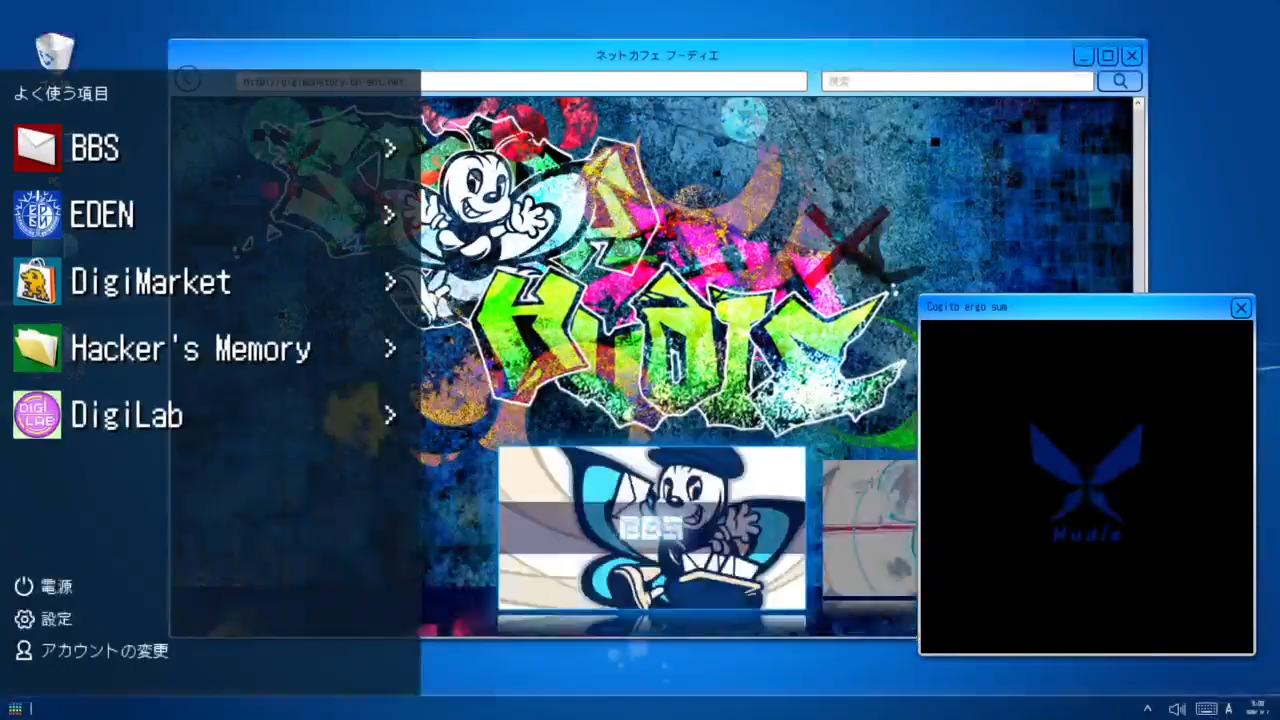 ネットカフェ フーディエ
検索
よく使う項目
BBS
EDEN
DigiMarket
Hacker's Memory
DigiLab
HUDIE
BBS
Cogito ergo sum
Hudie
電源
設定
アカウントの変更
A